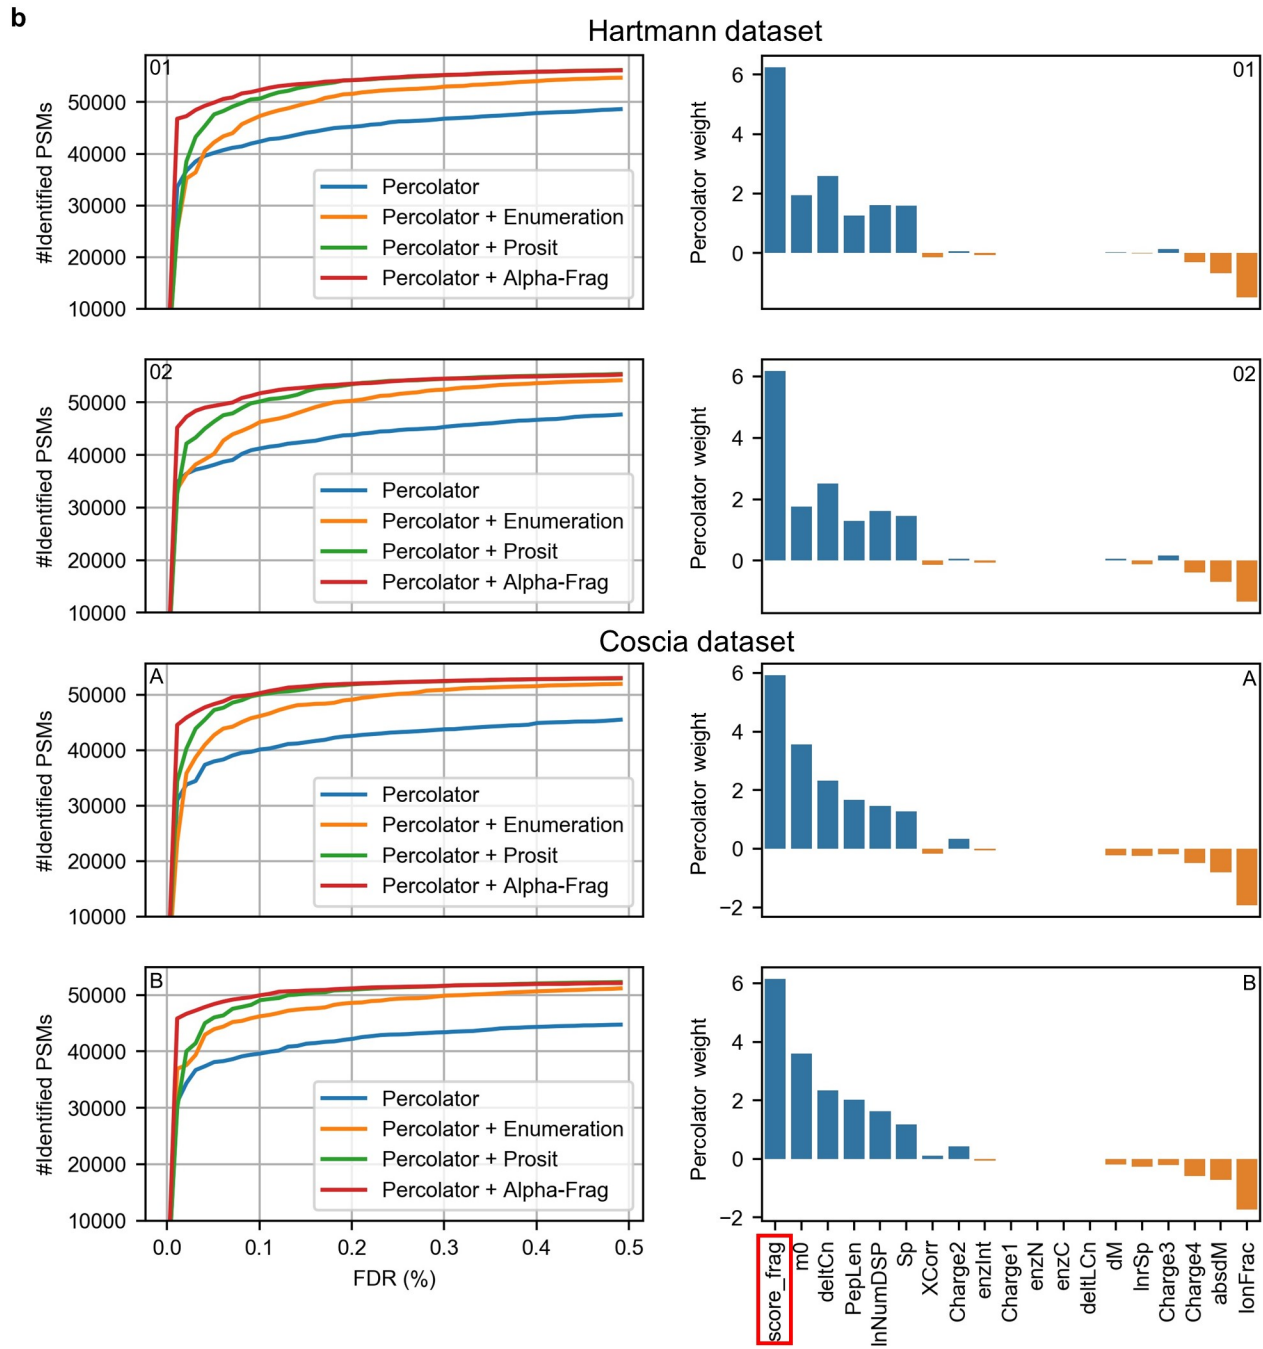 b
Hartmann dataset
01
50000
40000
30000
20000
10000
#Identified PSMs
Percolator
Percolator + Enumeration
Percolator + Prosit
Percolator + Alpha-Frag
01
6
4
2
0
Percolator weight
02
50000
40000
30000
20000
10000
#Identified PSMs
Percolator
Percolator + Enumeration
Percolator + Prosit
Percolator + Alpha-Frag
02
6
4
2
0
Percolator weight
Coscia dataset
A
50000
40000
30000
20000
10000
#Identified PSMs
Percolator
Percolator + Enumeration
Percolator + Prosit
Percolator + Alpha-Frag
A
6
4
2
0
−2
Percolator weight
B
50000
40000
30000
20000
10000
#Identified PSMs
Percolator
Percolator + Enumeration
Percolator + Prosit
Percolator + Alpha-Frag
0.0 0.1 0.2 0.3 0.4 0.5
FDR (%)
B
6
4
2
0
−2
Percolator weight
score_frag
m0
deltCn
PepLen
lnNumDSP
Sp
XCorr
Charge2
enzInt
Charge1
enzN
enzC
deltLCn
dM
lnrSp
Charge3
Charge4
absdM
IonFrac